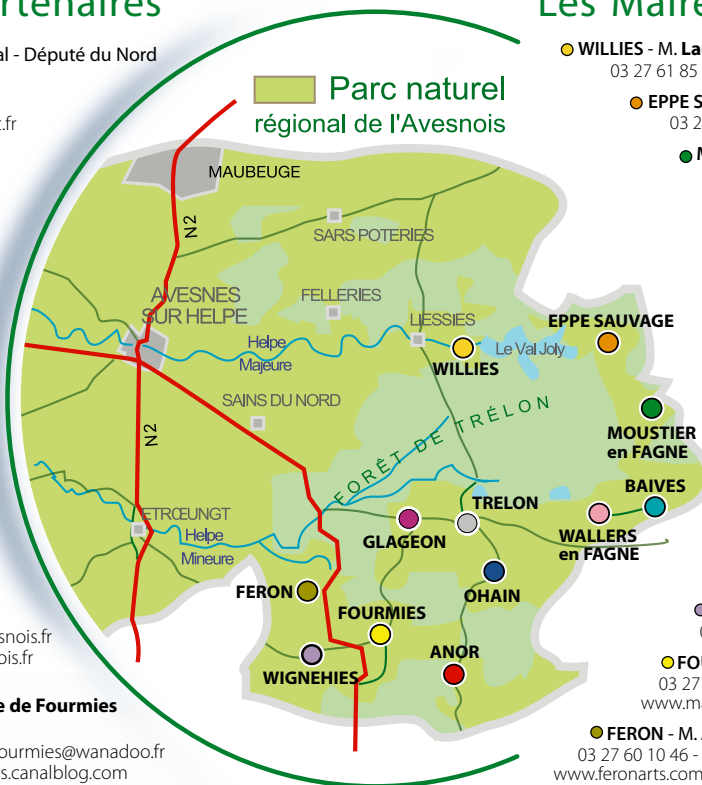 rtenaires
al - Député du Nord
t.fr
Les Maire
WILLIES - M. La
03 27 61 85
EPPE S
03 2
M
Parc naturel
régional de l'Avesnois
MAUBEUGE
N2
SARS POTERIES
AVESNES
SUR HELPE
FELLERIES
LIESSIES
EPPE SAUVAGE
Helpe
Majeure
Le Val Joly
WILLIES
SAINS DU NORD
N2
FORÊT DE TRÉLON
MOUSTIER
en FAGNE
BAIVES
TRELON
ETRŒUNGT
Helpe
Mineure
GLAGEON
WALLERS
en FAGNE
OHAIN
FERON
FOURMIES
ANOR
WIGNEHIES
snois.fr
ois.fr
e de Fourmies
ourmies@wanadoo.fr
s.canalblog.com
0
FOU
03 27
www.ma
FERON - M.
03 27 60 10 46 -
www.feronarts.com